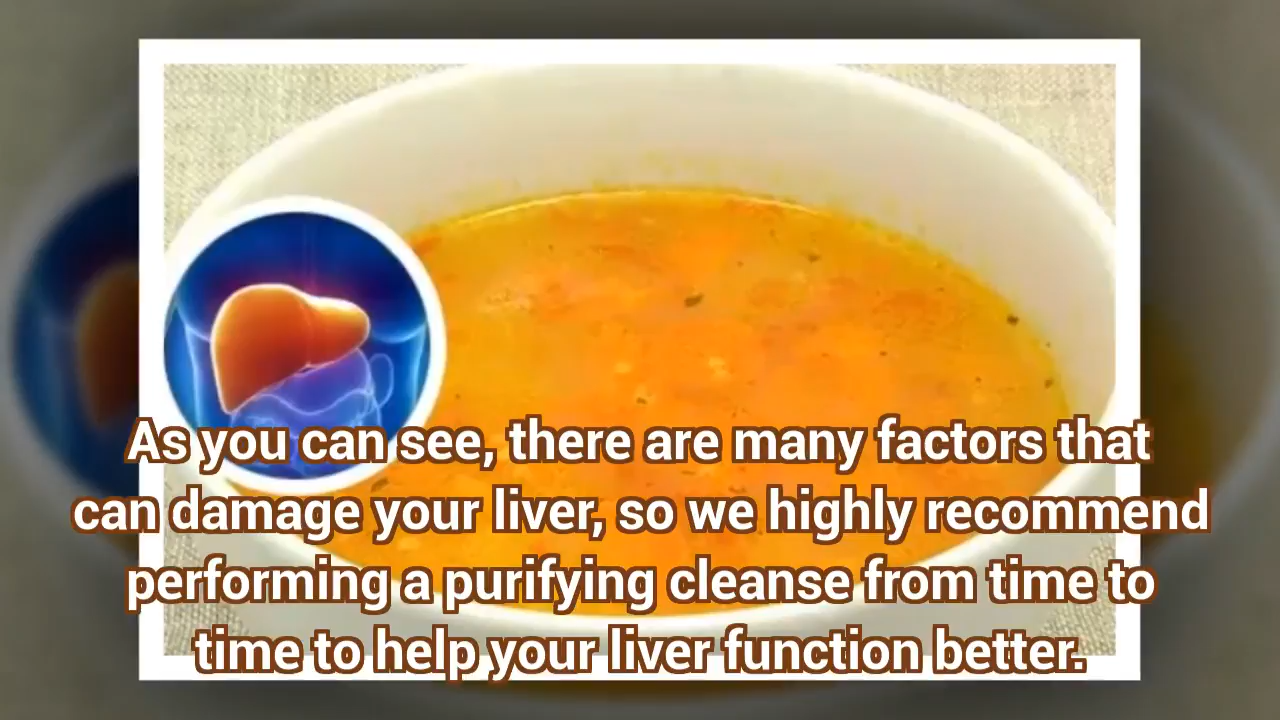 As you can see, there are many factors that
can damage your liver, so we highly recommend
performing a purifying cleanse from time to
time to help your liver function better.